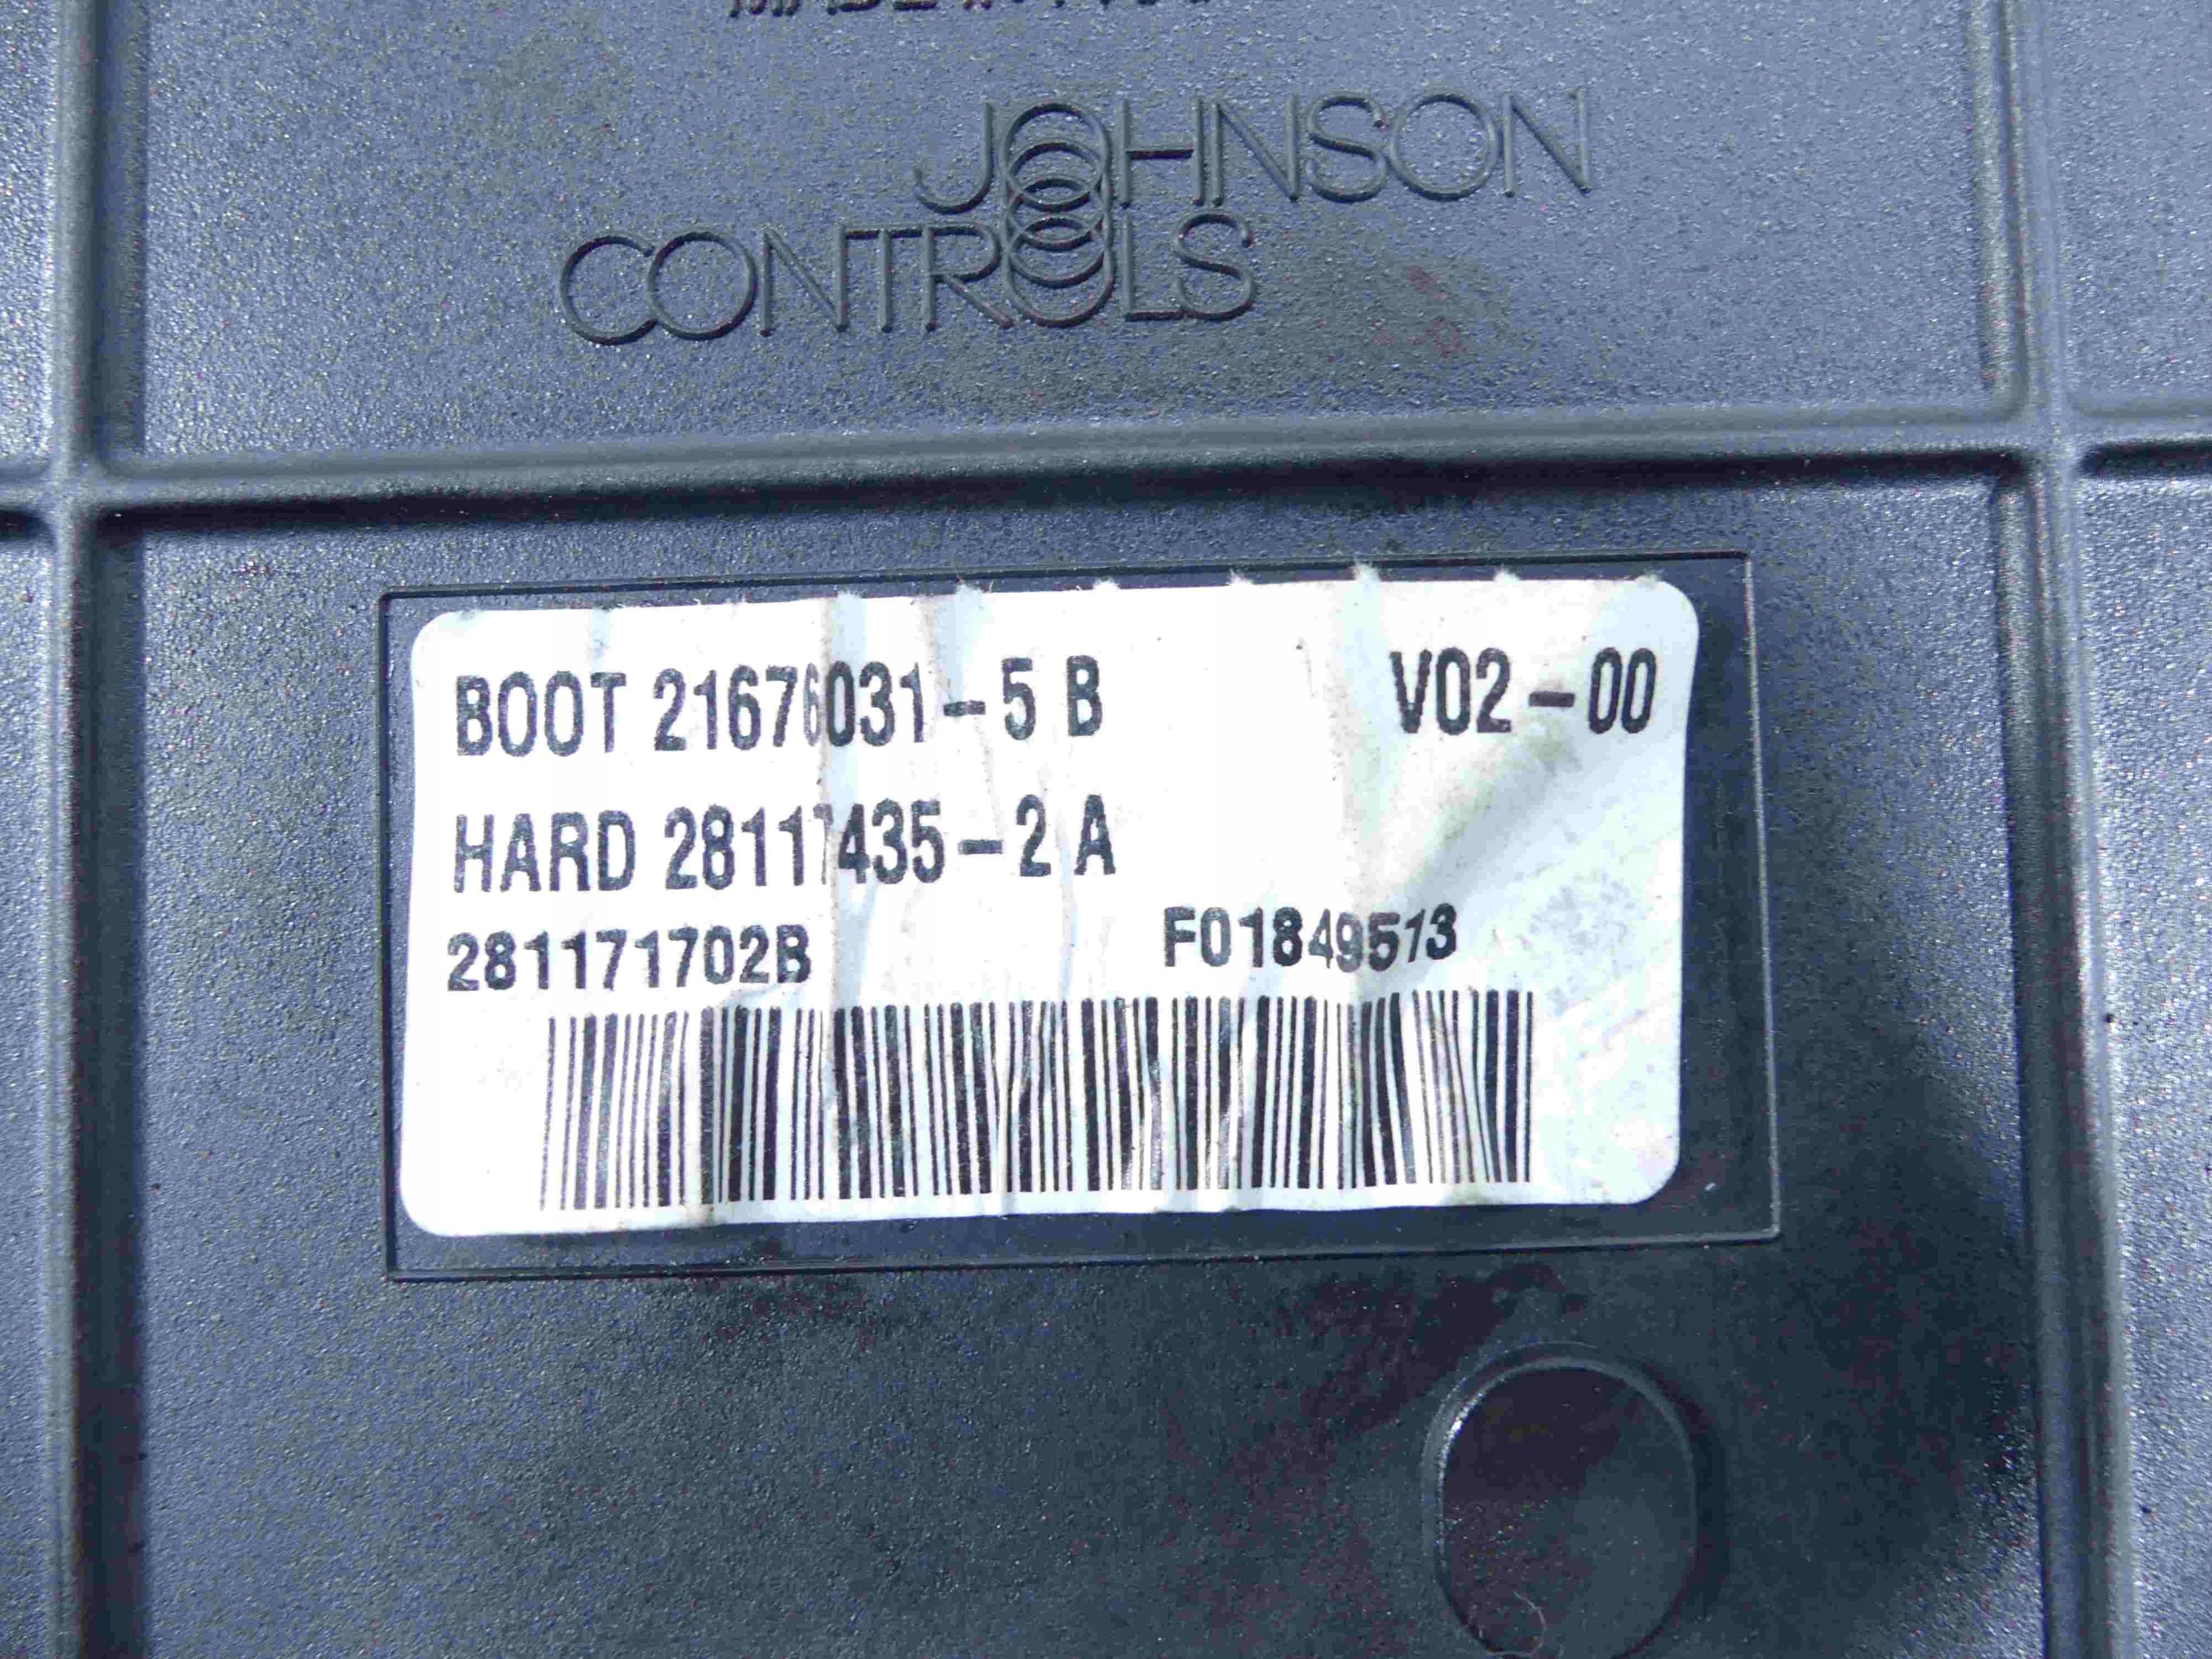 JOHNSON
CONTROLS
BOOT 21676031-5 B V02-00
HARD 28117435-2 A
281171702B F01849513